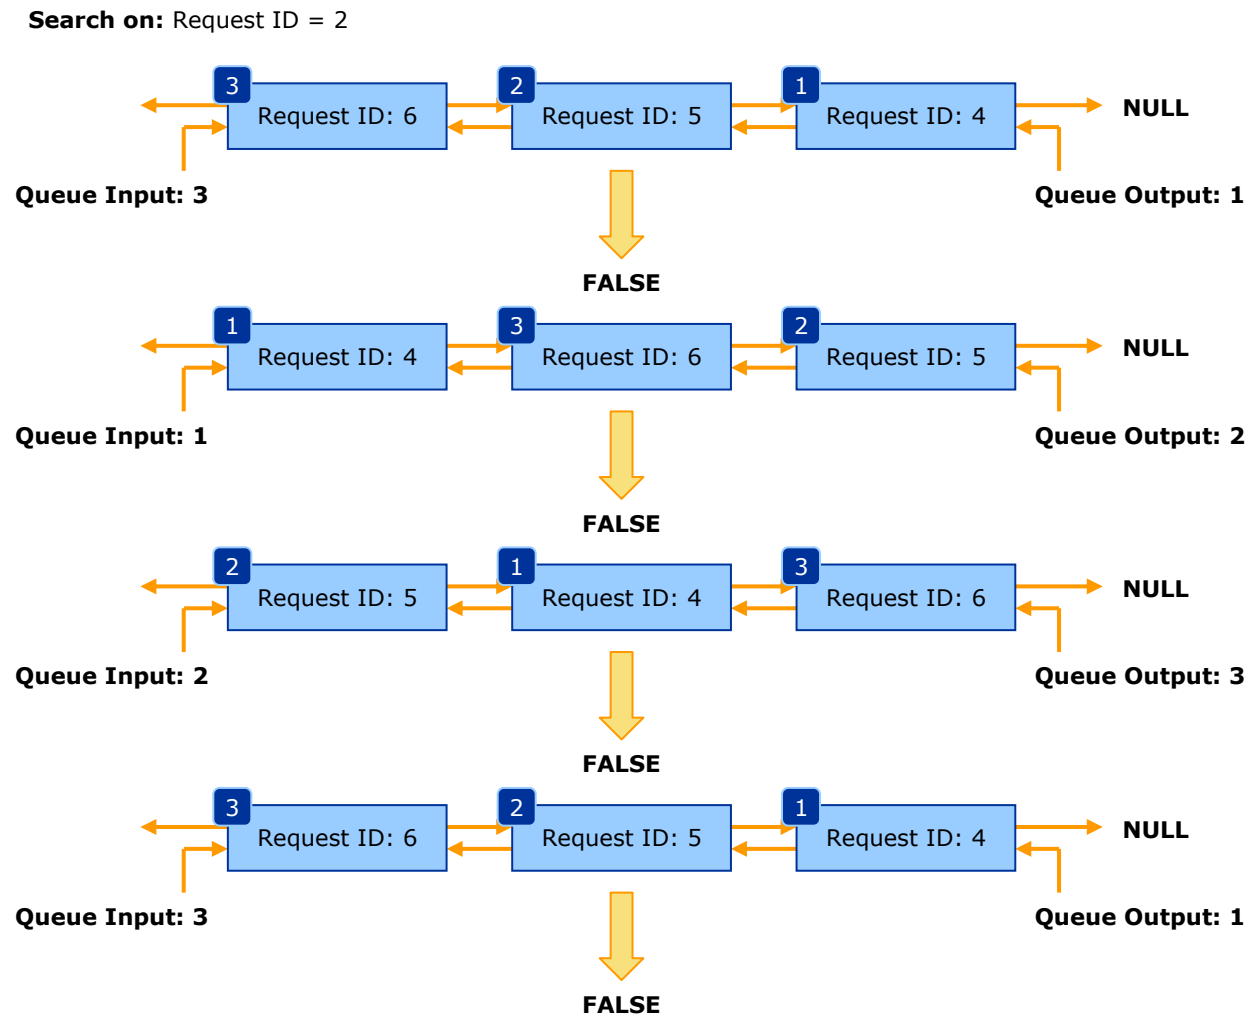 Search on: Request ID = 2
3 2 1
Request ID: 6 Request ID: 5 Request ID: 4 NULL
Queue Input: 3 Queue Output: 1
FALSE
1 3 2
Request ID: 4 Request ID: 6 Request ID: 5 NULL
Queue Input: 1 Queue Output: 2
FALSE
2 1 3
Request ID: 5 Request ID: 4 Request ID: 6 NULL
Queue Input: 2 Queue Output: 3
FALSE
3 2 1
Request ID: 6 Request ID: 5 Request ID: 4 NULL
Queue Input: 3 Queue Output: 1
FALSE